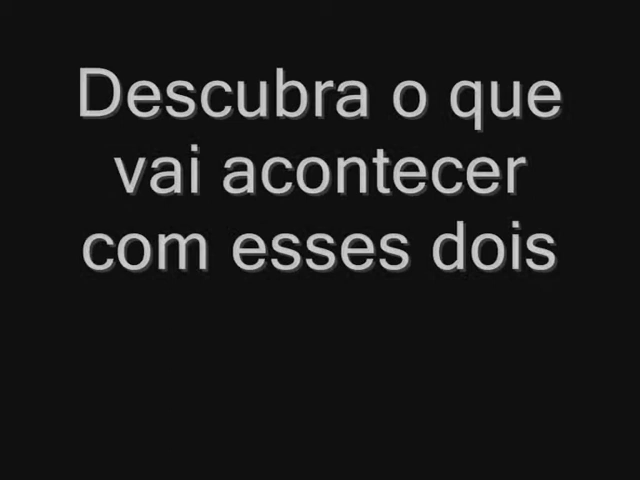 Descubra o que
vai acontecer
com esses dois